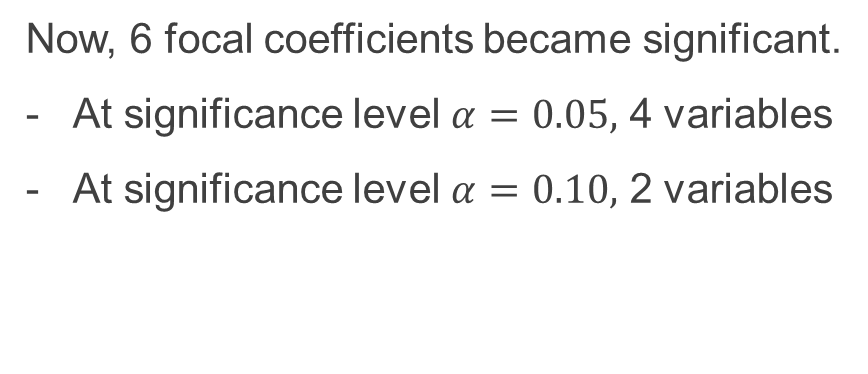 Now, 6 focal coefficients became significant.
- At significance level 𝛼 = 0.05, 4 variables
- At significance level 𝛼 = 0.10, 2 variables